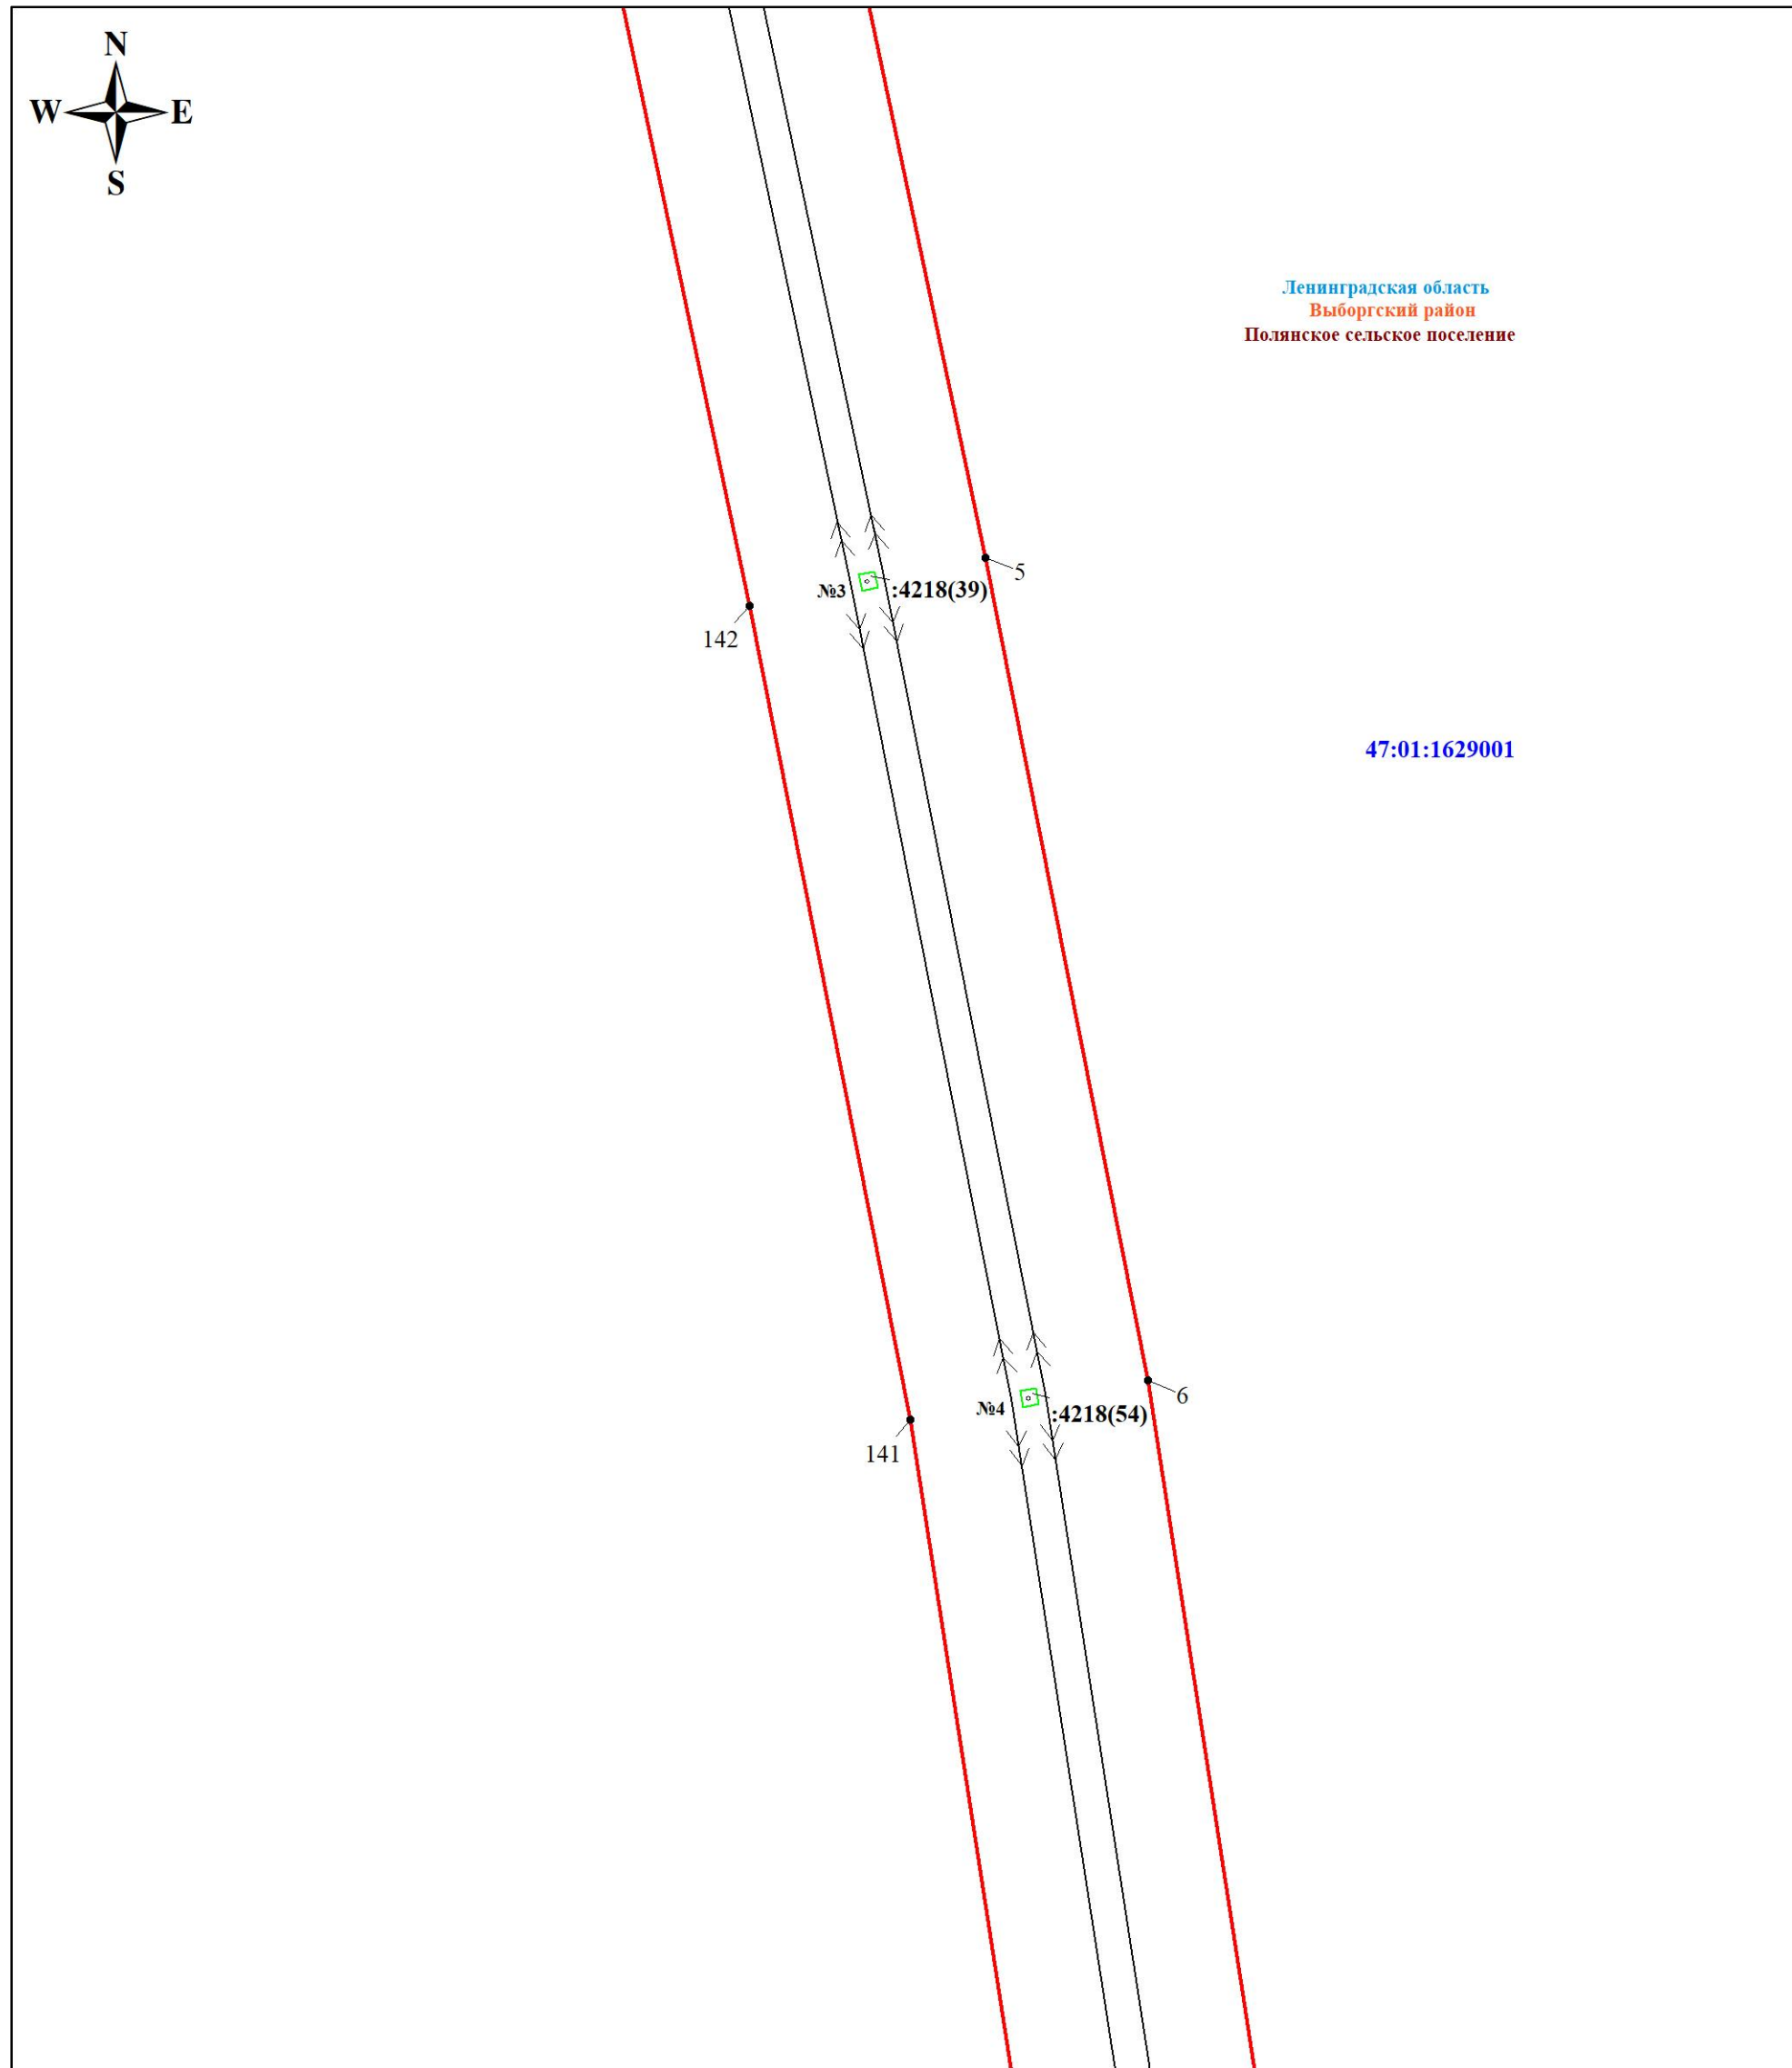 N
W E
S
Ленинградская область
Выборгский район
Полянское сельское поселение
5
№3 :4218(39)
142
47:01:1629001
6
№4 :4218(54)
141